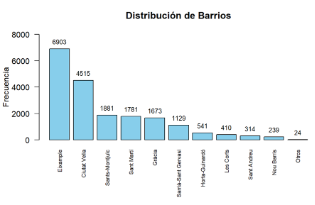 Distribución de Barrios
Frecuencia
8000
6000
4000
2000
0
6903
4515
1881
1781
1673
1129
541
410
314
239
24
Eixample
Ciutat Vella
Sants-Montjuïc
Sant Martí
Gràcia
Sarrià-Sant Gervasi
Horta-Guinardó
Les Corts
Sant Andreu
Nou Barris
Otros